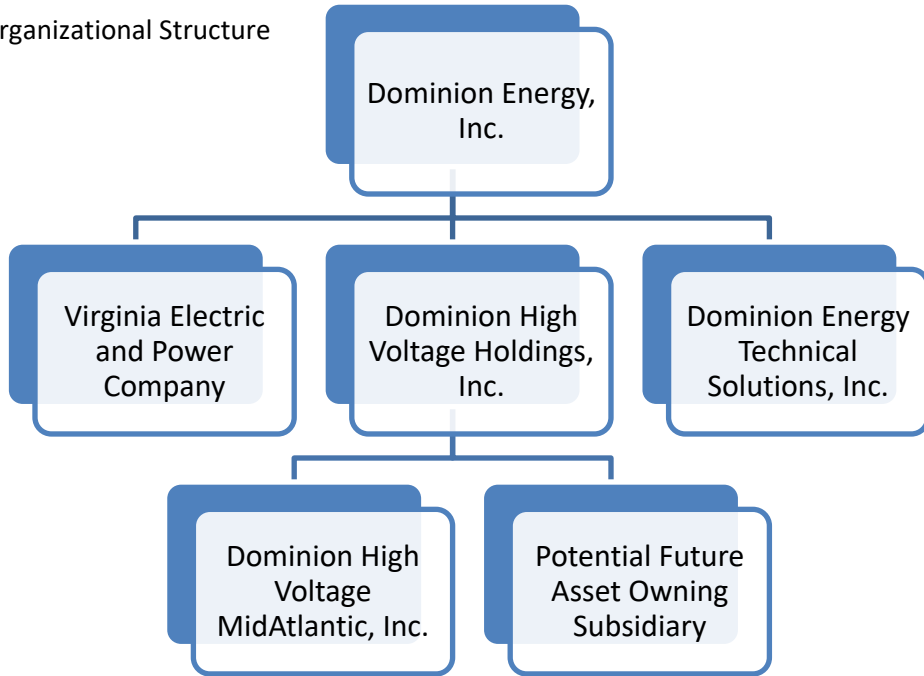 rganizational Structure
Dominion Energy,
Inc.
Virginia Electric
and Power
Company
Dominion High
Voltage Holdings,
Inc.
Dominion Energy
Technical
Solutions, Inc.
Dominion High
Voltage
MidAtlantic, Inc.
Potential Future
Asset Owning
Subsidiary